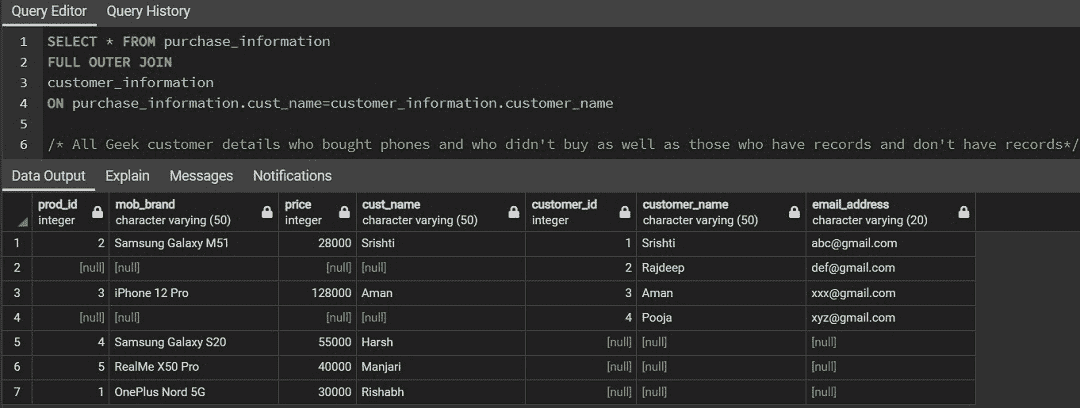 Query Editor Query History
1 SELECT * FROM purchase_information
2 FULL OUTER JOIN
3 customer_information
4 ON purchase_information.cust_name=customer_information.customer_name
5
6 /* All Geek customer details who bought phones and who didn't buy as well as those who have records and don't have records*/
Data Output Explain Messages Notifications
prod_id mob_brand price cust_name customer_id customer_name email_address
integer character varying (50) integer character varying (50) integer character varying (50) character varying (20)
1 2 Samsung Galaxy M51 28000 Srishti 1 Srishti abc@gmail.com
2 [null] [null] [null] [null] 2 Rajdeep def@gmail.com
3 3 iPhone 12 Pro 128000 Aman 3 Aman xxx@gmail.com
4 [null] [null] [null] [null] 4 Pooja xyz@gmail.com
5 4 Samsung Galaxy S20 55000 Harsh [null] [null] [null]
6 5 RealMe X50 Pro 40000 Manjari [null] [null] [null]
7 1 OnePlus Nord 5G 30000 Rishabh [null] [null] [null]